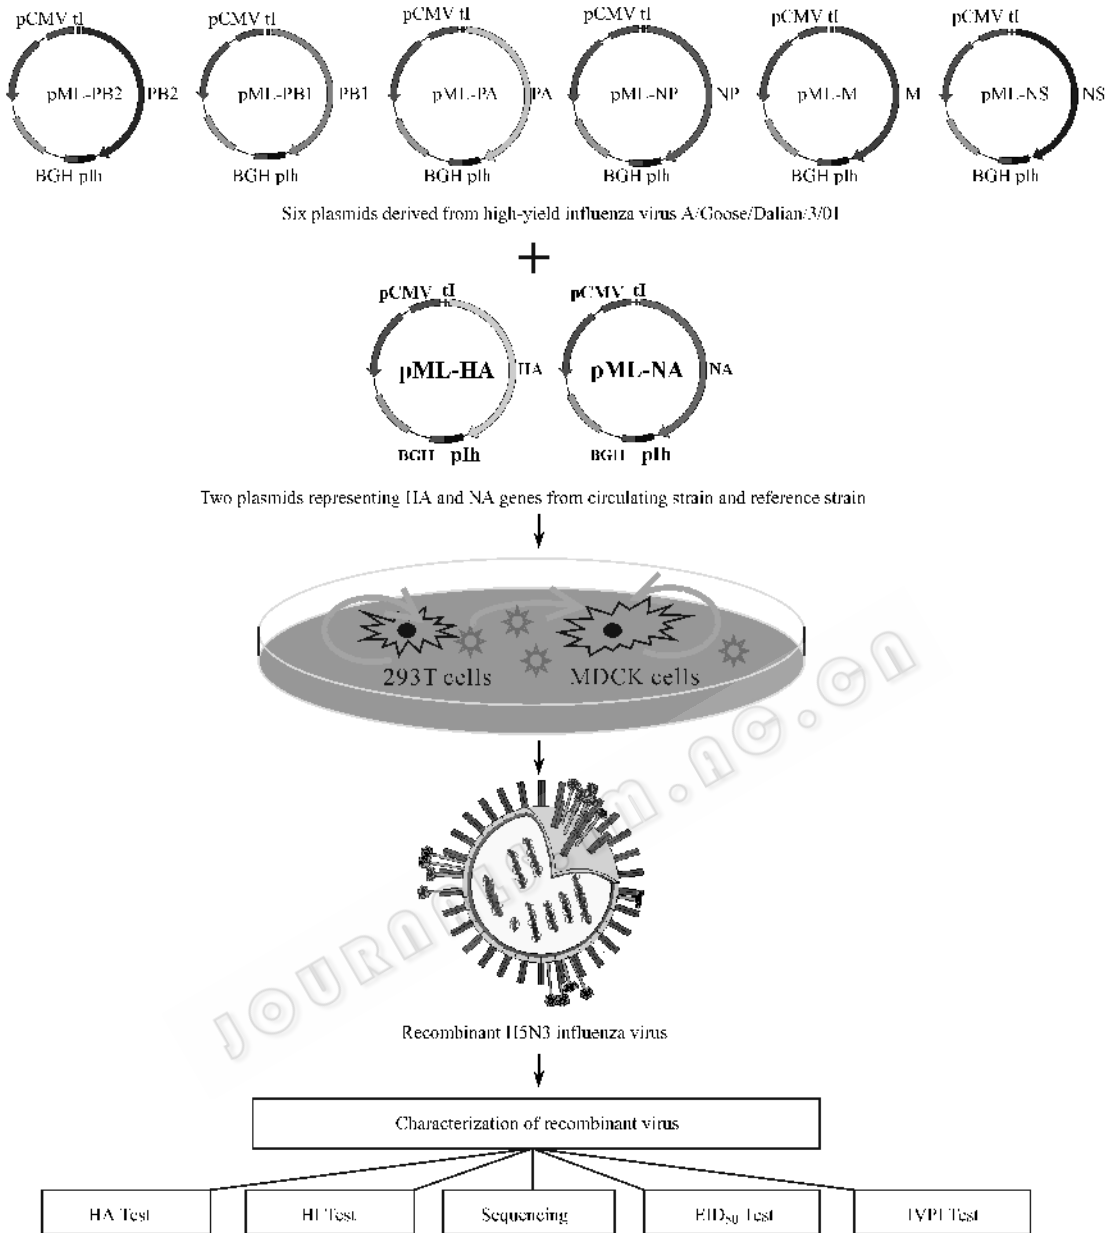 pCMV tI pCMV tI pCMV tI pCMV tI pCMV tI pCMV tI
pML-PB2 PB2 pML-PB1 PB1 pML-PA PA pML-NP NP pML-M M pML-NS NS
BGH pIh BGH pIh BGH pIh BGH pIh BGH pIh BGH pIh
Six plasmids derived from high-yield influenza virus A/Goose/Dalian/3/01
+
pCMV tI pCMV tI
pML-HA HA pML-NA NA
BGH pIh BGH pIh
Two plasmids representing HA and NA genes from circulating strain and reference strain
293T cells MDCK cells
Recombinant H5N3 influenza virus
Characterization of recombinant virus
HA Test HI Test Sequencing EID50 Test IVPI Test